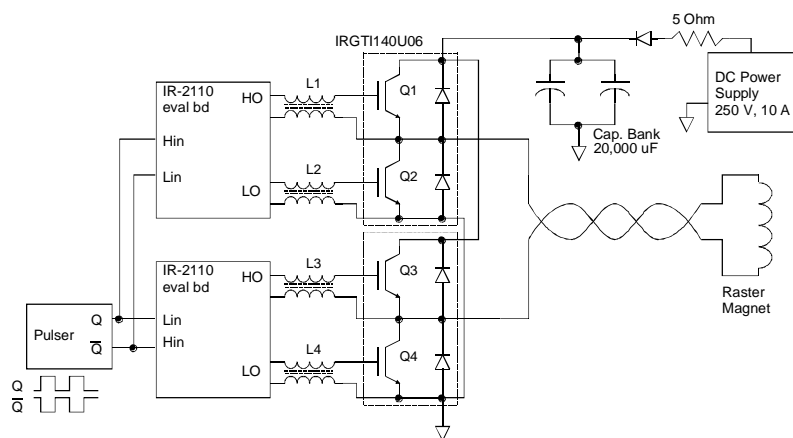 IRGTI140U06
5 Ohm
DC Power
Supply
250 V, 10 A
Cap. Bank
20,000 uF
IR-2110
eval bd
HO
Hin
Lin
LO
L1
L2
Q1
Q2
IR-2110
eval bd
HO
Lin
Hin
LO
L3
L4
Q3
Q4
Raster
Magnet
Pulser
Q
Q̅
Q
Q̅